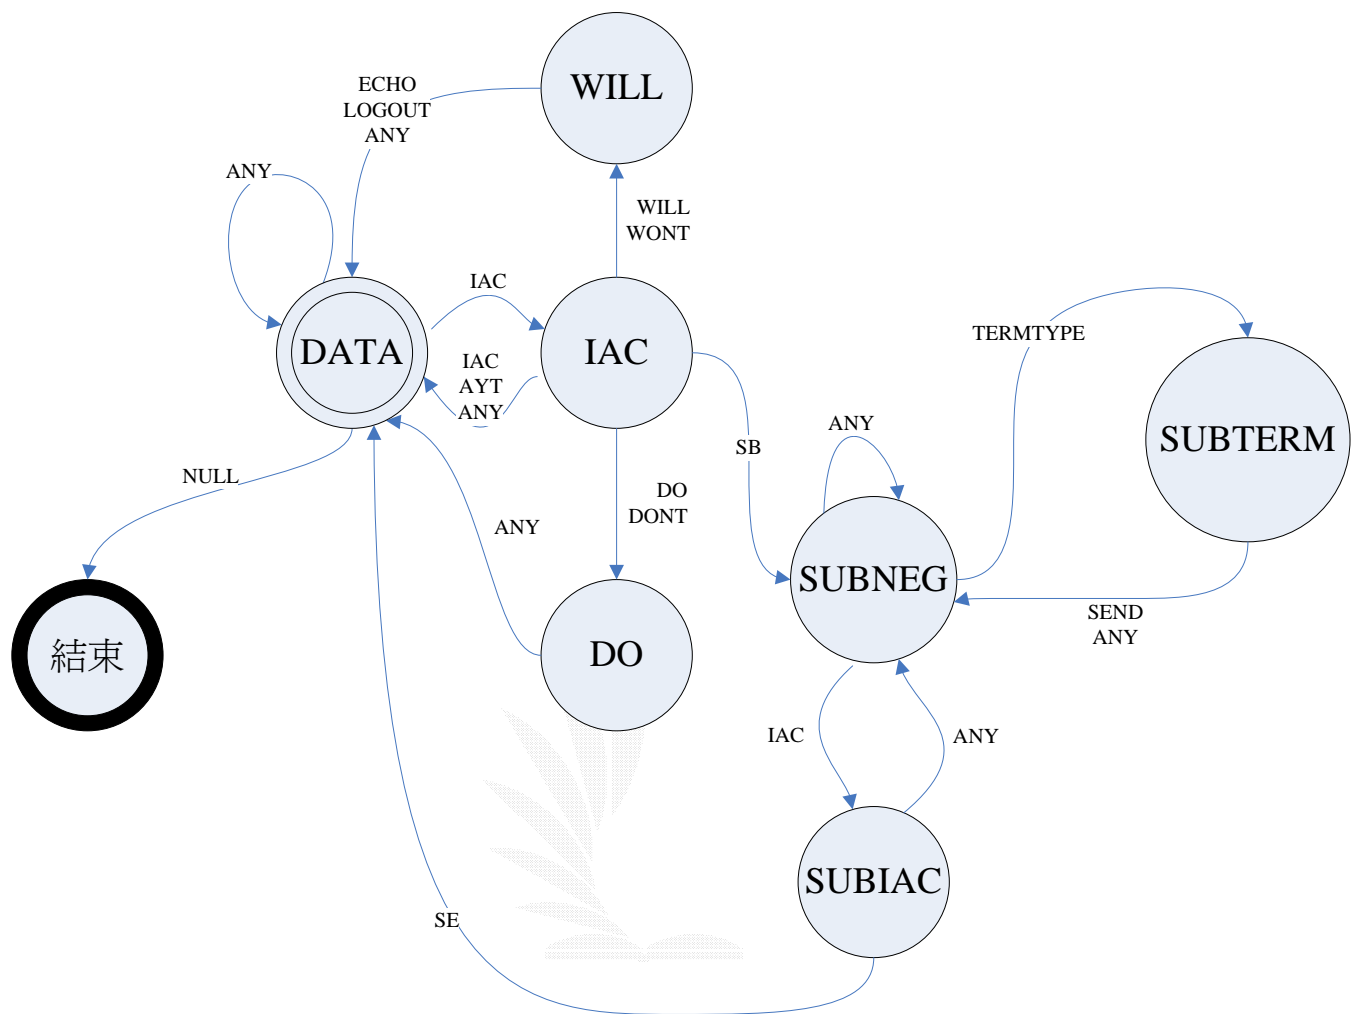 WILL
ECHO
LOGOUT
ANY
ANY
WILL
WONT
IAC
DATA
IAC
AYT
ANY
IAC
TERMTYPE
SUBTERM
SB
ANY
NULL
DO
DONT
ANY
SUBNEG
SEND
ANY
結束
DO
IAC
ANY
SUBIAC
SE